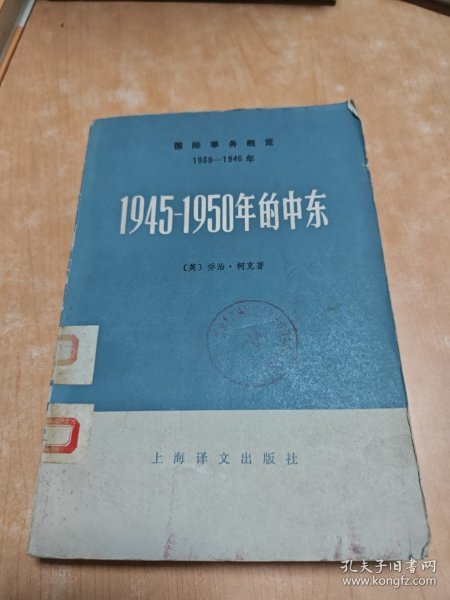 国际事务概览
1939—1946年
1945-1950年的中东
〔英〕乔治·柯克著
上海译文出版社
孔夫子旧书网
www.kongfz.com